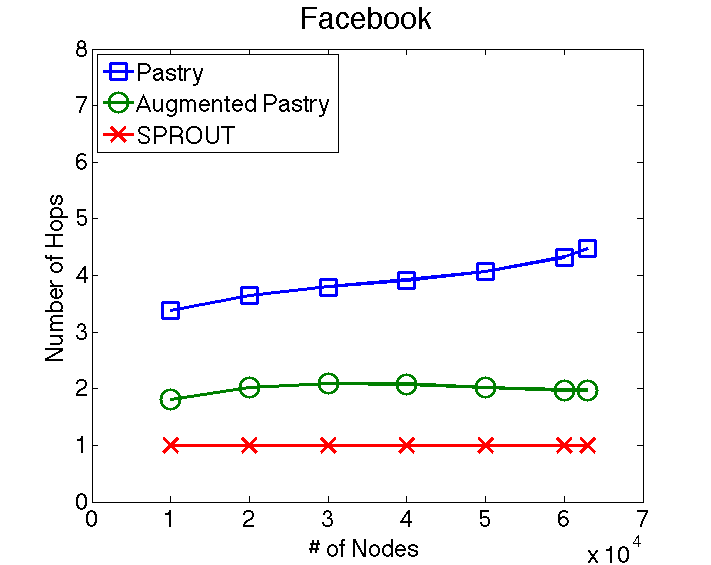 Facebook
Pastry
Augmented Pastry
SPROUT
8
7
6
5
4
3
2
1
0
Number of Hops
0 1 2 3 4 5 6 7
# of Nodes
x 10^4